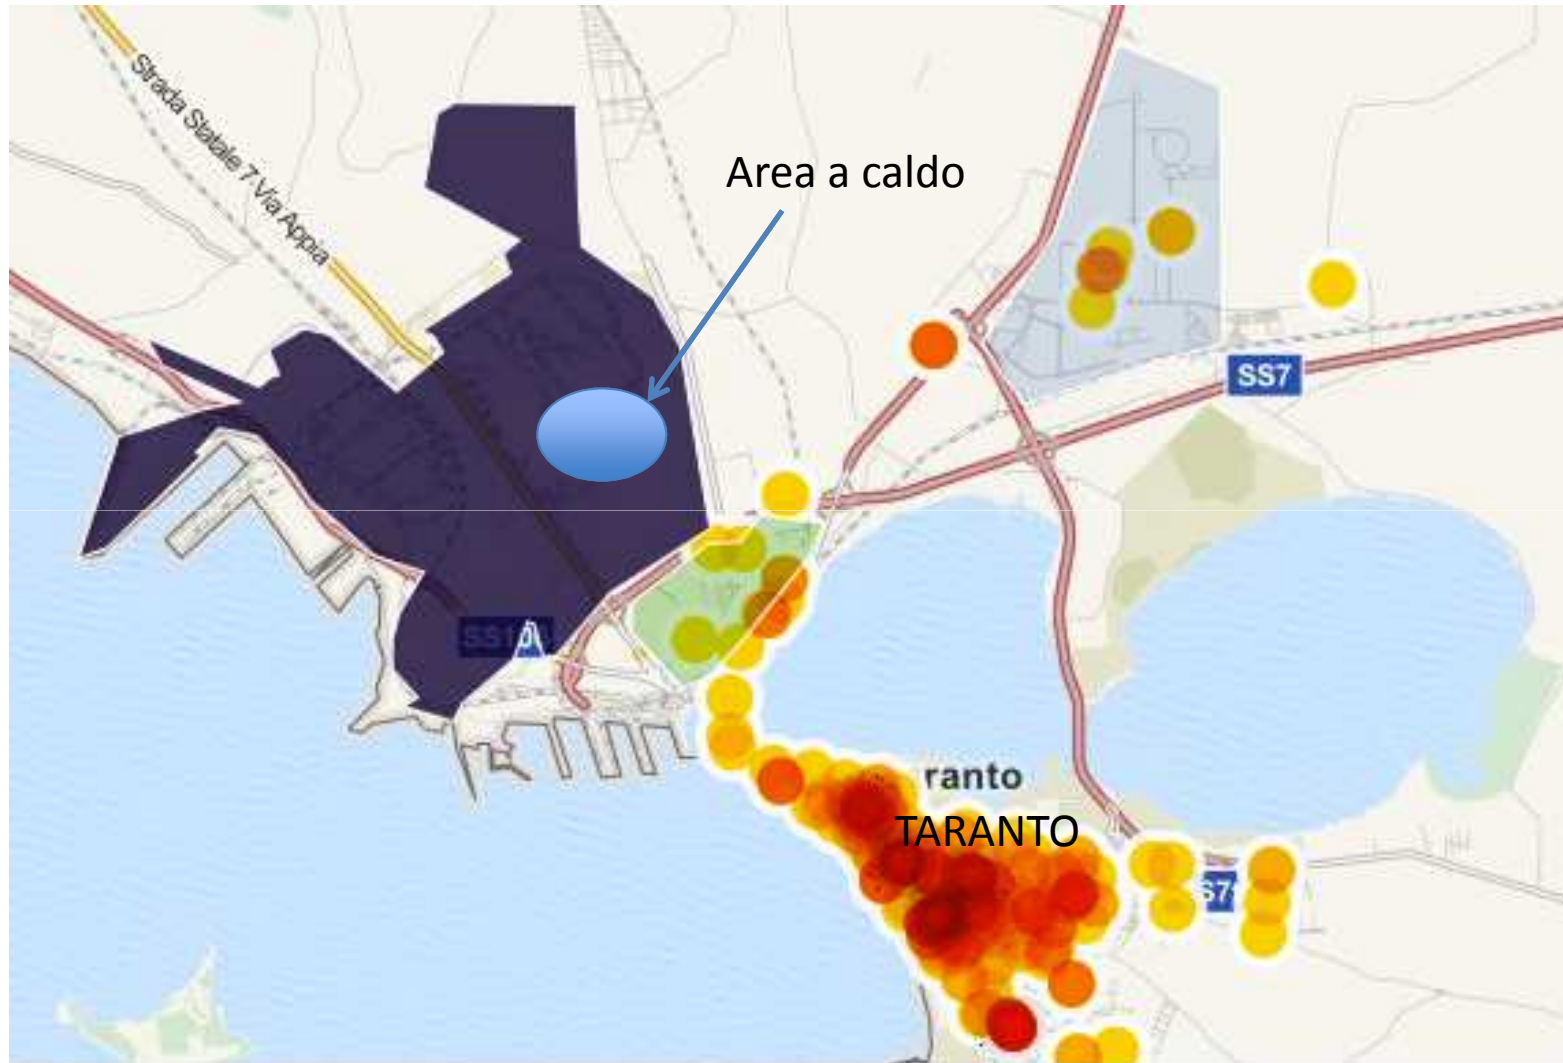 Strada Statale 7 Via Appia
Area a caldo
SS7
ranto
TARANTO